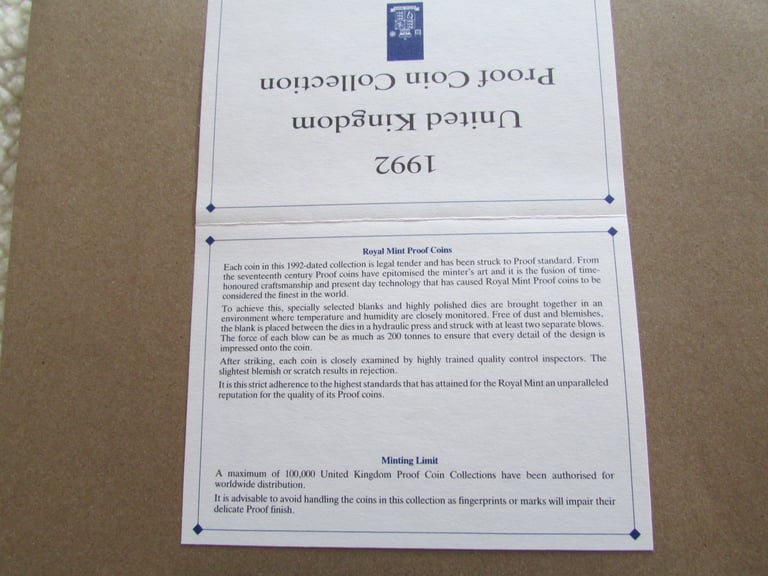 1992
United Kingdom
Proof Coin Collection
Royal Mint Proof Coins
Each coin in this 1992-dated collection is legal tender and has been struck to Proof standard. From
the seventeenth century Proof coins have epitomised the minter's art and it is the fusion of time-
honoured craftsmanship and present day technology that has caused Royal Mint Proof coins to be
considered the finest in the world.
To achieve this, specially selected blanks and highly polished dies are brought together in an
environment where temperature and humidity are closely monitored. Free of dust and blemishes,
the blank is placed between the dies in a hydraulic press and struck with at least two separate blows.
The force of each blow can be as much as 200 tonnes to ensure that every detail of the design is
impressed onto the coin.
After striking, each coin is closely examined by highly trained quality control inspectors. The
slightest blemish or scratch results in rejection.
It is this strict adherence to the highest standards that has attained for the Royal Mint an unparalleled
reputation for the quality of its Proof coins.
Minting Limit
A maximum of 100,000 United Kingdom Proof Coin Collections have been authorised for
worldwide distribution.
It is advisable to avoid handling the coins in this collection as fingerprints or marks will impair their
delicate Proof finish.